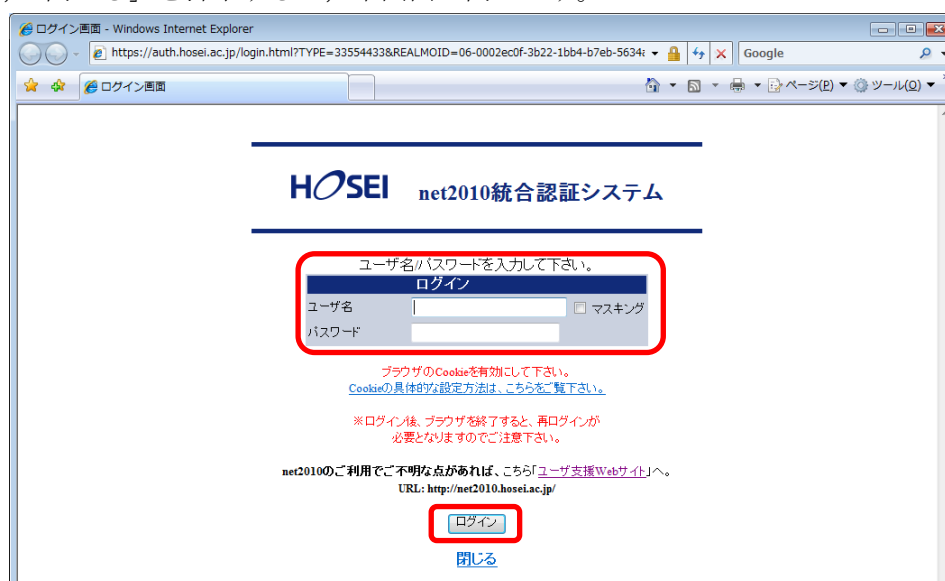 ログイン画面 - Windows Internet Explorer
https://auth.hosei.ac.jp/login.html?TYPE=33554433&REALMOID=06-0002ec0f-3b22-1bb4-b7eb-5634
Google
ログイン画面
ページ(P)
ツール(O)
HOSEI net2010統合認証システム
ユーザ名/パスワードを入力して下さい。
ログイン
ユーザ名
マスキング
パスワード
ブラウザのCookieを有効にして下さい。
Cookieの具体的な設定方法は、こちらをご覧下さい。
※ログイン後、ブラウザを終了すると、再ログインが
必要となりますのでご注意下さい。
net2010のご利用でご不明な点があれば、こちら「ユーザ支援Webサイト」へ。
URL: http://net2010.hosei.ac.jp/
ログイン
閉じる